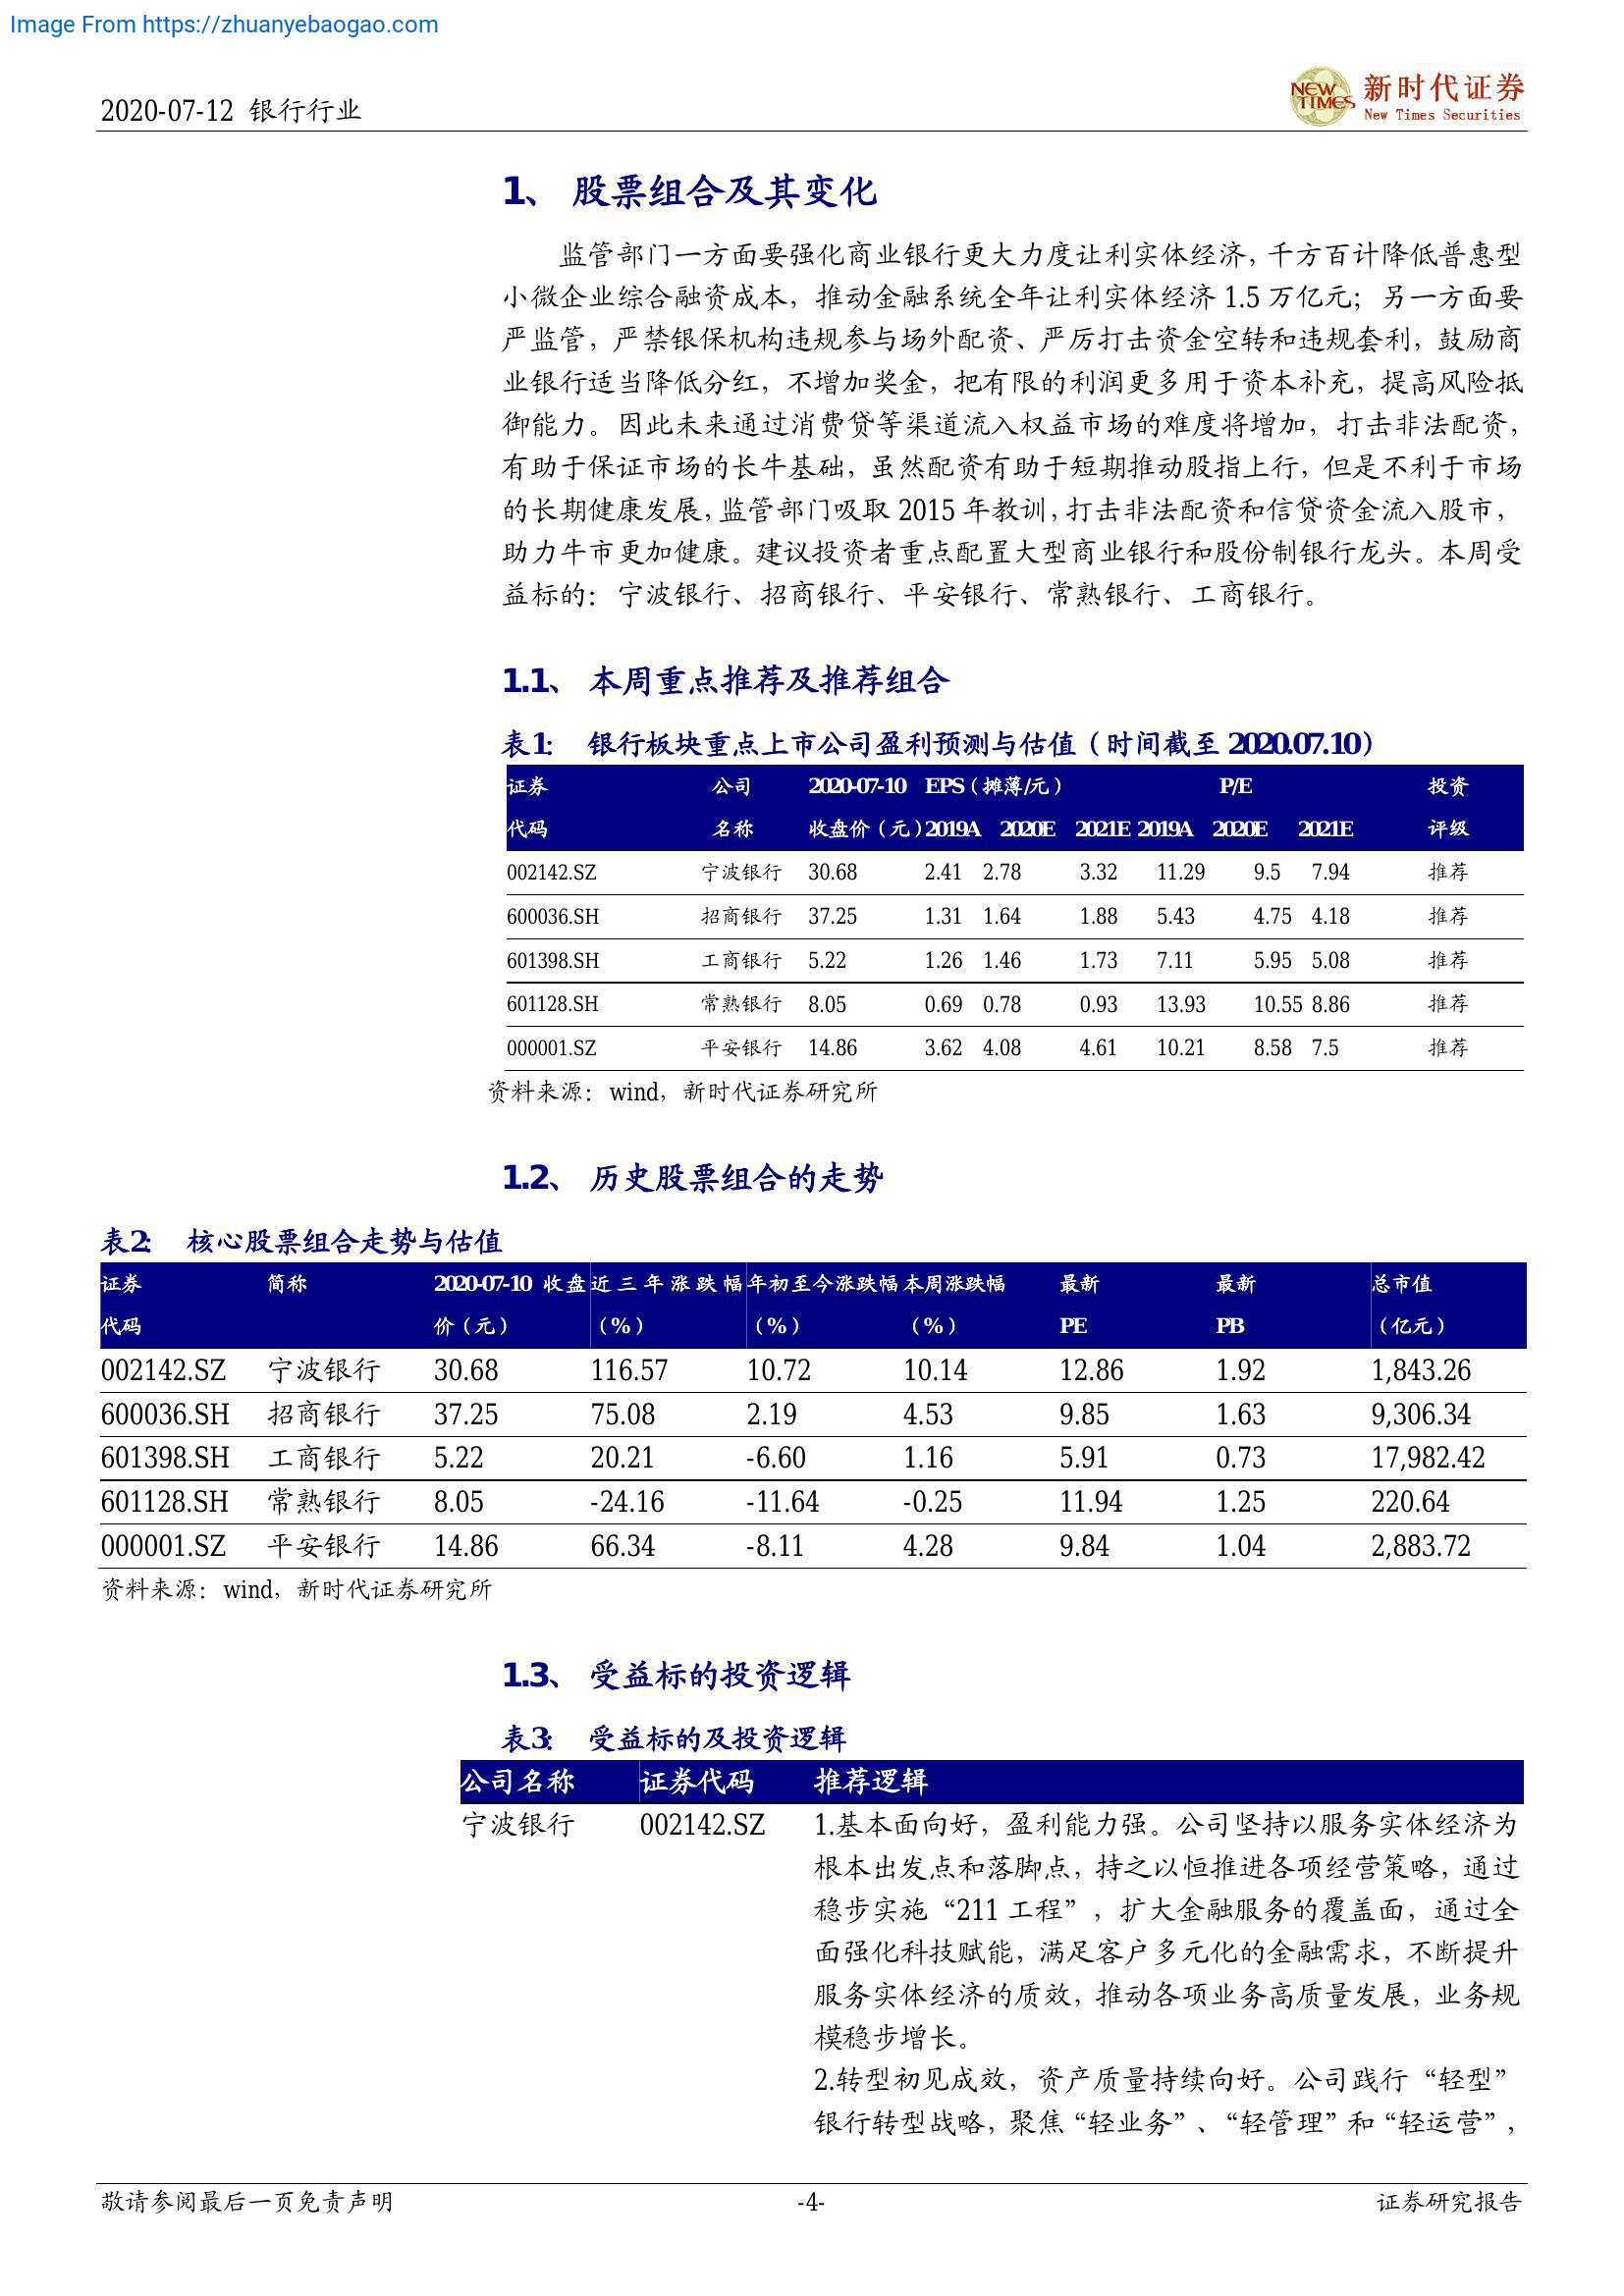 Image From https://zhuanyebaogao.com
2020-07-12 银行行业
NEW TIMES 新时代证券
New Times Securities
1、 股票组合及其变化
监管部门一方面要强化商业银行更大力度让利实体经济，千方百计降低普惠型
小微企业综合融资成本，推动金融系统全年让利实体经济 1.5 万亿元；另一方面要
严监管，严禁银保机构违规参与场外配资、严厉打击资金空转和违规套利，鼓励商
业银行适当降低分红，不增加奖金，把有限的利润更多用于资本补充，提高风险抵
御能力。因此未来通过消费贷等渠道流入权益市场的难度将增加，打击非法配资，
有助于保证市场的长牛基础，虽然配资有助于短期推动股指上行，但是不利于市场
的长期健康发展，监管部门吸取 2015 年教训，打击非法配资和信贷资金流入股市，
助力牛市更加健康。建议投资者重点配置大型商业银行和股份制银行龙头。本周受
益标的：宁波银行、招商银行、平安银行、常熟银行、工商银行。
1.1、 本周重点推荐及推荐组合
表1： 银行板块重点上市公司盈利预测与估值（时间截至 2020.07.10）
证券 公司 2020-07-10 EPS（摊薄/元） P/E 投资
代码 名称 收盘价（元） 2019A 2020E 2021E 2019A 2020E 2021E 评级
002142.SZ 宁波银行 30.68 2.41 2.78 3.32 11.29 9.5 7.94 推荐
600036.SH 招商银行 37.25 1.31 1.64 1.88 5.43 4.75 4.18 推荐
601398.SH 工商银行 5.22 1.26 1.46 1.73 7.11 5.95 5.08 推荐
601128.SH 常熟银行 8.05 0.69 0.78 0.93 13.93 10.55 8.86 推荐
000001.SZ 平安银行 14.86 3.62 4.08 4.61 10.21 8.58 7.5 推荐
资料来源：wind，新时代证券研究所
1.2、 历史股票组合的走势
表2： 核心股票组合走势与估值
证券 简称 2020-07-10 收盘 近三年涨跌幅 年初至今涨跌幅 本周涨跌幅 最新 最新 总市值
代码 价（元） （%） （%） （%） PE PB （亿元）
002142.SZ 宁波银行 30.68 116.57 10.72 10.14 12.86 1.92 1,843.26
600036.SH 招商银行 37.25 75.08 2.19 4.53 9.85 1.63 9,306.34
601398.SH 工商银行 5.22 20.21 -6.60 1.16 5.91 0.73 17,982.42
601128.SH 常熟银行 8.05 -24.16 -11.64 -0.25 11.94 1.25 220.64
000001.SZ 平安银行 14.86 66.34 -8.11 4.28 9.84 1.04 2,883.72
资料来源：wind，新时代证券研究所
1.3、 受益标的投资逻辑
表3： 受益标的及投资逻辑
公司名称 证券代码 推荐逻辑
宁波银行 002142.SZ 1.基本面向好，盈利能力强。公司坚持以服务实体经济为
根本出发点和落脚点，持之以恒推进各项经营策略，通过
稳步实施“211 工程”，扩大金融服务的覆盖面，通过全
面强化科技赋能，满足客户多元化的金融需求，不断提升
服务实体经济的质效，推动各项业务高质量发展，业务规
模稳步增长。
2.转型初见成效，资产质量持续向好。公司践行“轻型”
银行转型战略，聚焦“轻业务”、“轻管理”和“轻运营”，
敬请参阅最后一页免责声明 -4- 证券研究报告